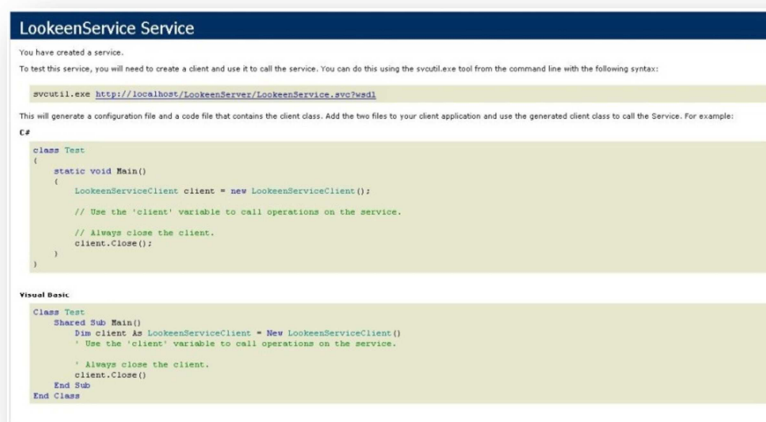 LookeenService Service
You have created a service.
To test this service, you will need to create a client and use it to call the service. You can do this using the svcutil.exe tool from the command line with the following syntax:
svcutil.exe http://localhost/LookeenServer/LookeenService.svc?wsdl
This will generate a configuration file and a code file that contains the client class. Add the two files to your client application and use the generated client class to call the Service. For example:
C#
class Test
{
static void Main()
{
LookeenServiceClient client = new LookeenServiceClient();
// Use the 'client' variable to call operations on the service.
// Always close the client.
client.Close();
}
}
Visual Basic
Class Test
Shared Sub Main()
Dim client As LookeenServiceClient = New LookeenServiceClient()
' Use the 'client' variable to call operations on the service.
' Always close the client.
client.Close()
End Sub
End Class